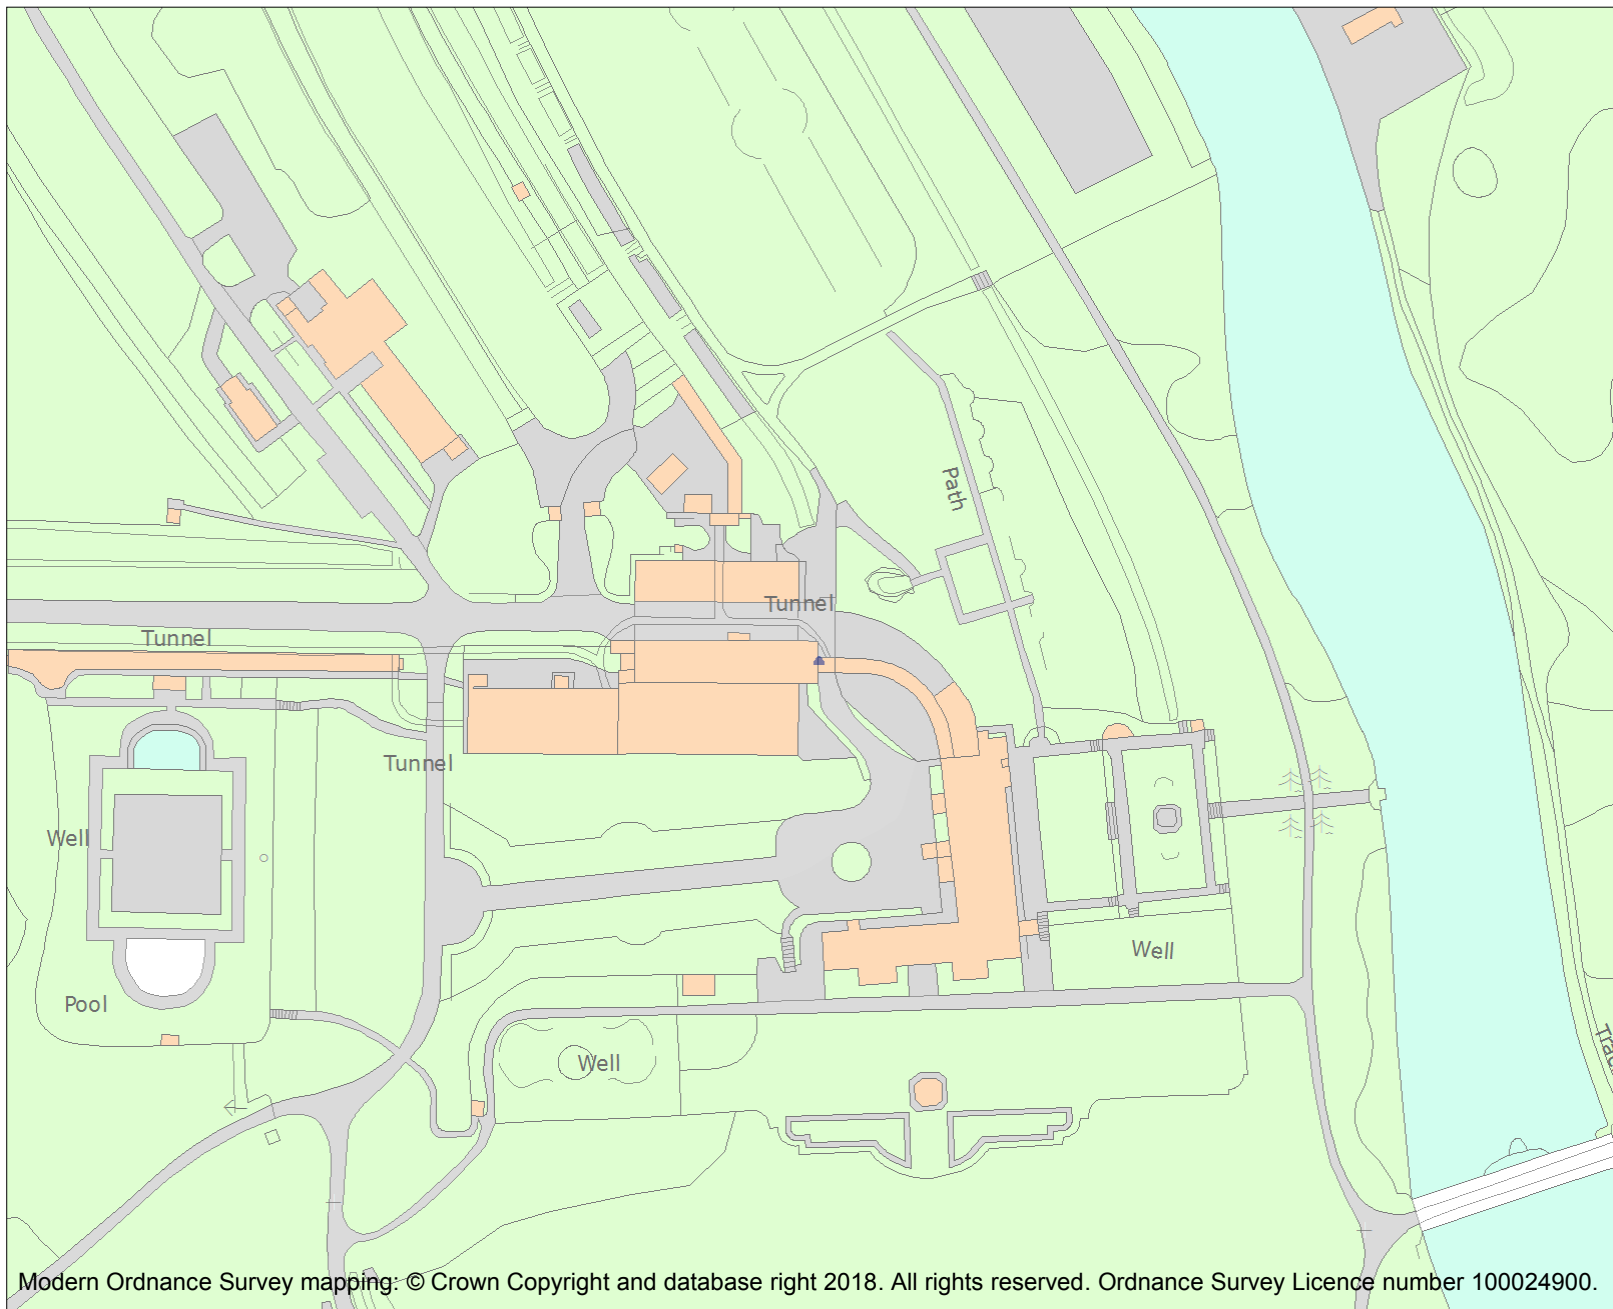 Path
Tunnel
Tunnel
Tunnel
Well
Well
Pool
Well
Modern Ordnance Survey mapping: © Crown Copyright and database right 2018. All rights reserved. Ordnance Survey Licence number 100024900.